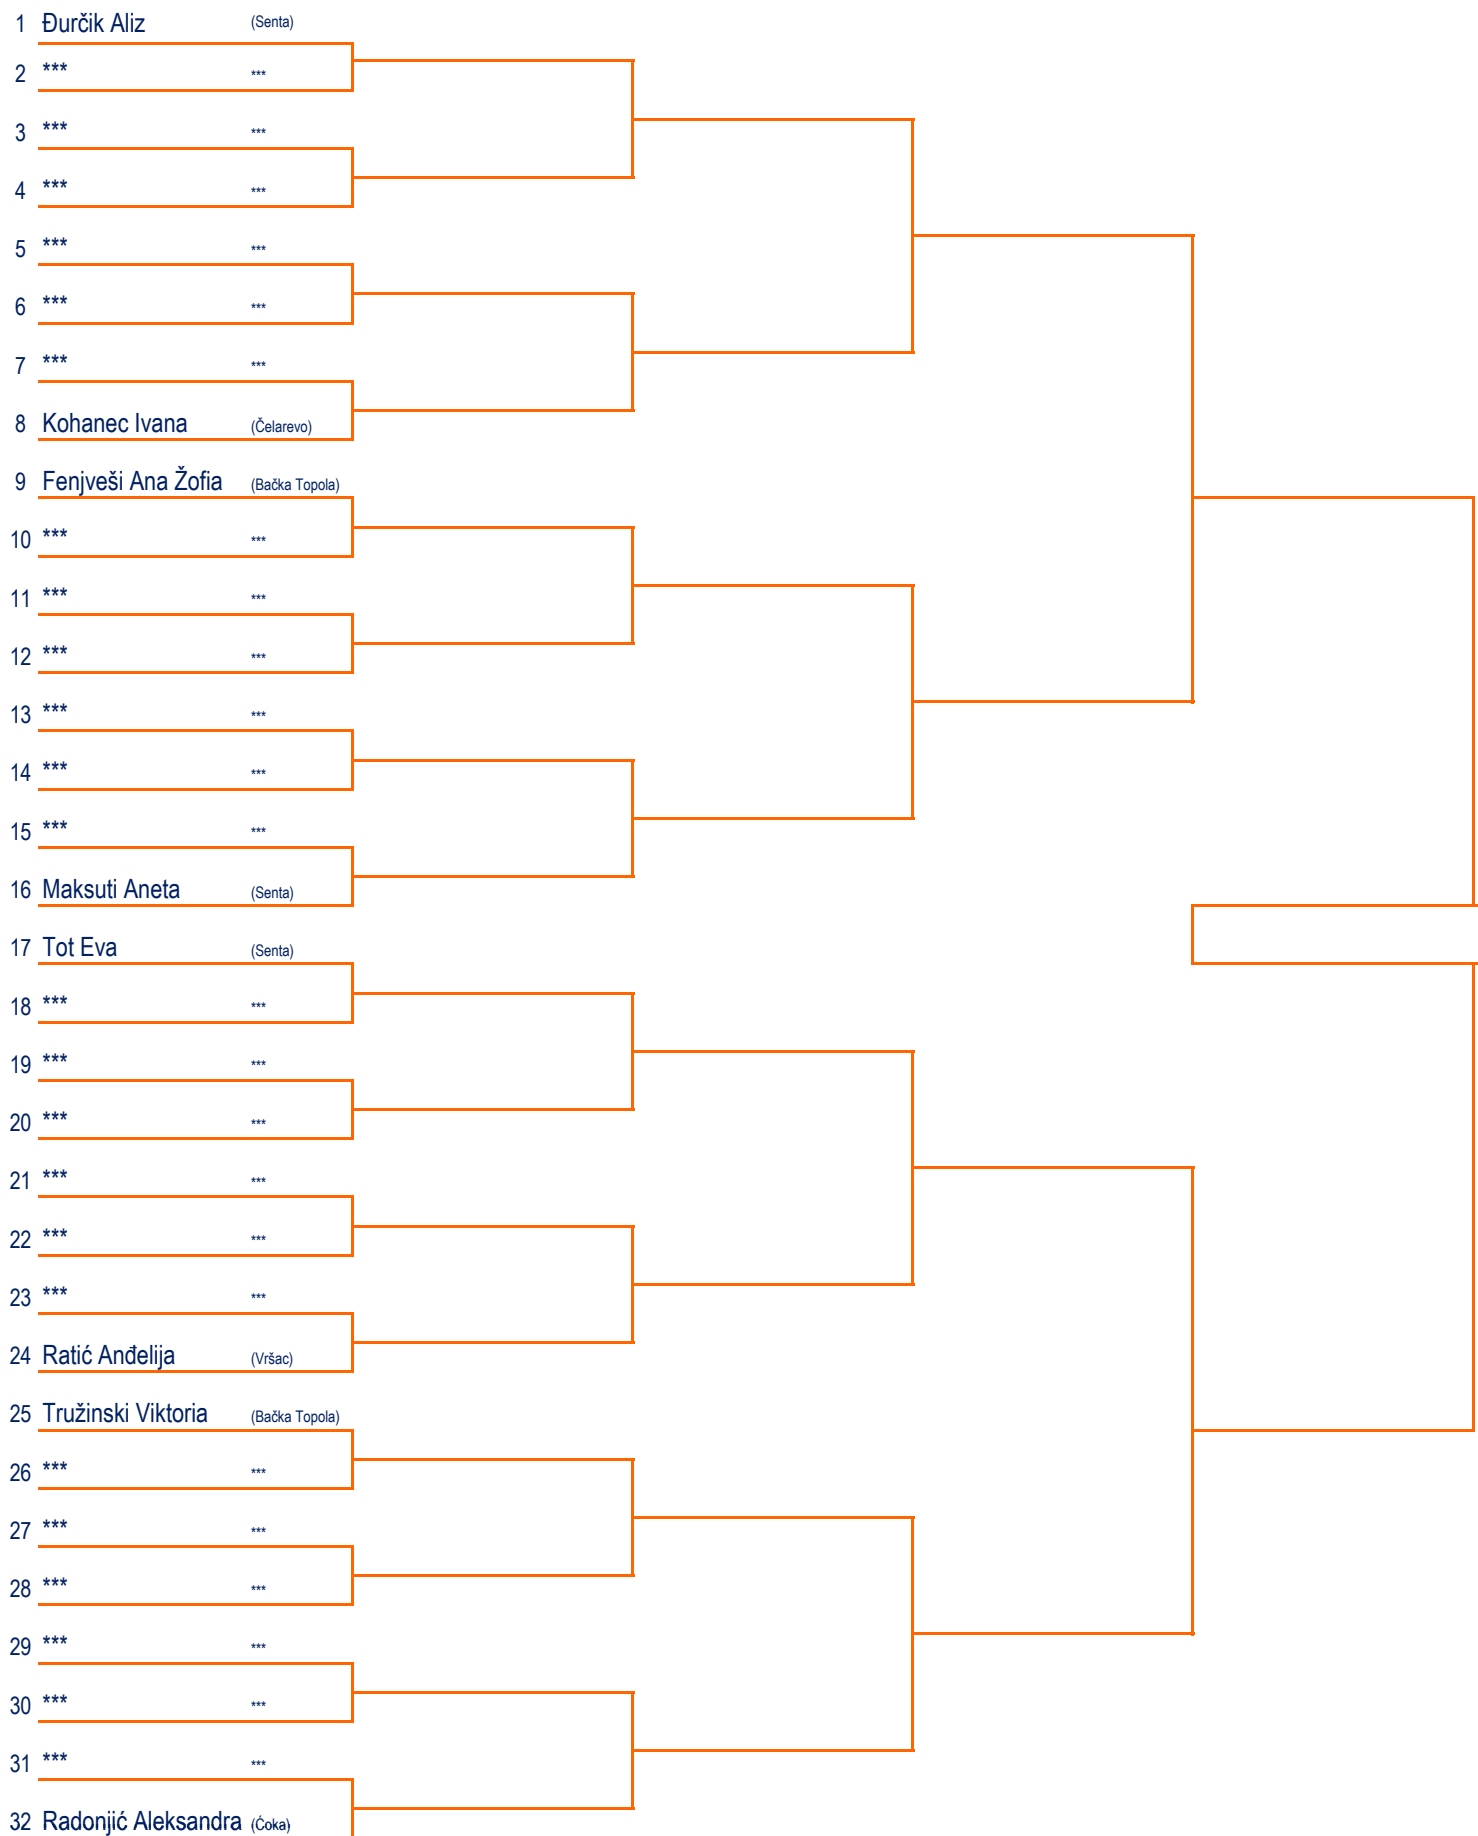 1 Đurčik Aliz (Senta)
2 *** ***
3 *** ***
4 *** ***
5 *** ***
6 *** ***
7 *** ***
8 Kohanec Ivana (Čelarevo)
9 Fenjveši Ana Žofia (Bačka Topola)
10 *** ***
11 *** ***
12 *** ***
13 *** ***
14 *** ***
15 *** ***
16 Maksuti Aneta (Senta)
17 Tot Eva (Senta)
18 *** ***
19 *** ***
20 *** ***
21 *** ***
22 *** ***
23 *** ***
24 Ratić Anđelija (Vršac)
25 Tružinski Viktoria (Bačka Topola)
26 *** ***
27 *** ***
28 *** ***
29 *** ***
30 *** ***
31 *** ***
32 Radonjić Aleksandra (Ćoka)